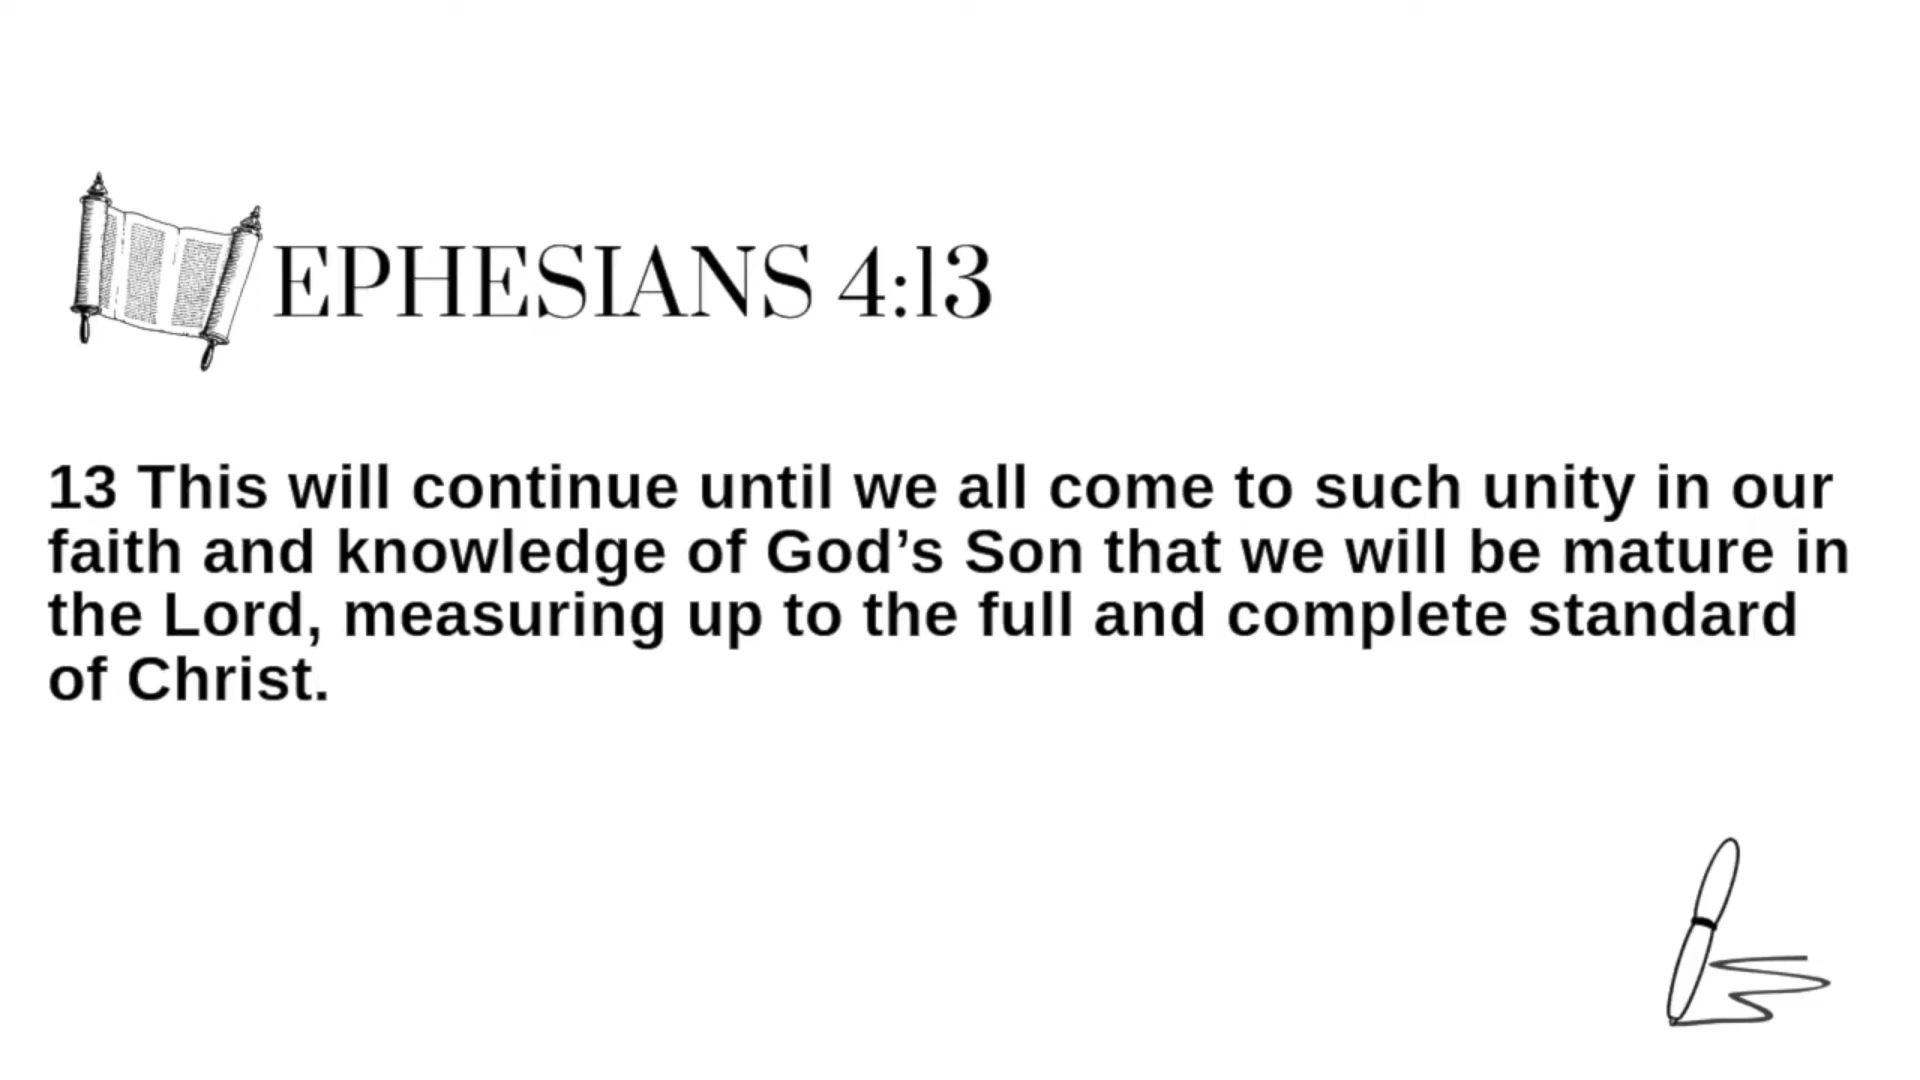 EPHESIANS 4:13
13 This will continue until we all come to such unity in our
faith and knowledge of God’s Son that we will be mature in
the Lord, measuring up to the full and complete standard
of Christ.